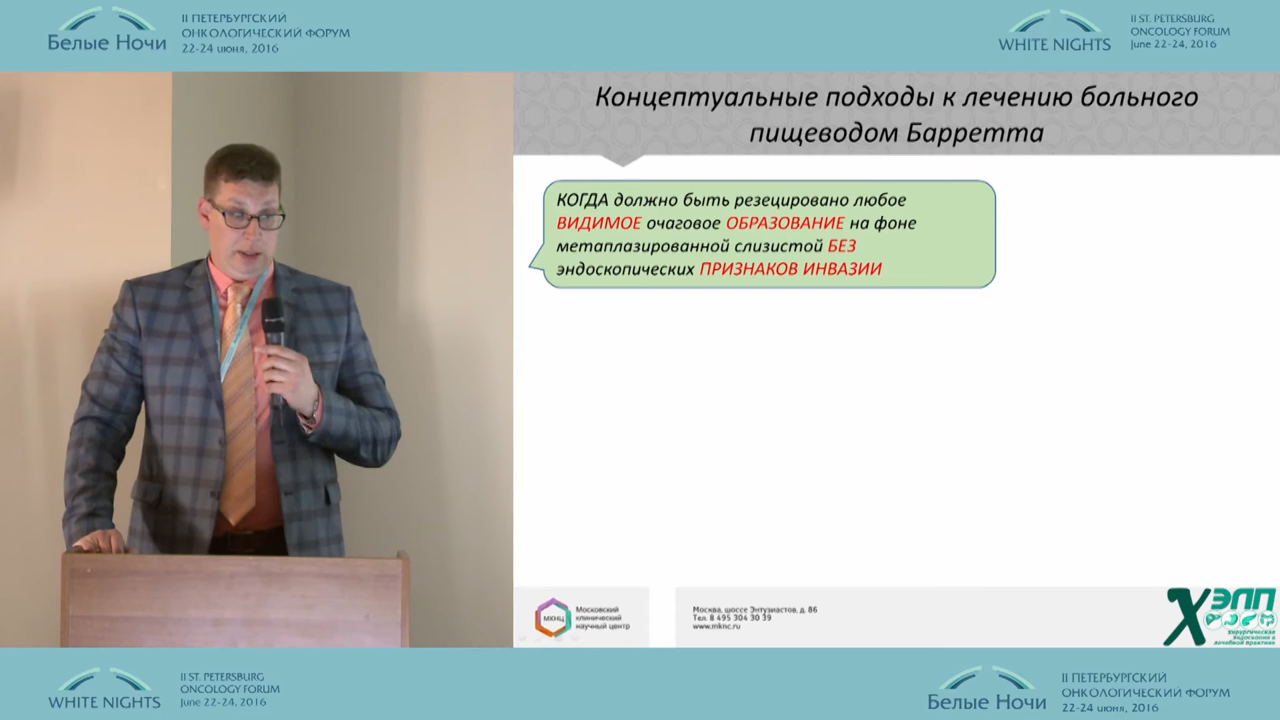 Белые Ночи
II ПЕТЕРБУРГСКИЙ
ОНКОЛОГИЧЕСКИЙ ФОРУМ
22-24 июня, 2016
WHITE NIGHTS
II ST. PETERSBURG
ONCOLOGY FORUM
June 22-24, 2016
Концептуальные подходы к лечению больного
пищеводом Барретта
КОГДА должно быть резецировано любое
ВИДИМОЕ очаговое ОБРАЗОВАНИЕ на фоне
метаплазированной слизистой БЕЗ
эндоскопических ПРИЗНАКОВ ИНВАЗИИ
МКНЦ
Московский
клинический
научный центр
Москва, шоссе Энтузиастов, д. 86
Тел. 8 495 304 30 39
www.mknc.ru
ХЭЛП
хирургическая
эндоскопия в
лечебной практике
WHITE NIGHTS
II ST. PETERSBURG
ONCOLOGY FORUM
June 22-24, 2016
Белые Ночи
II ПЕТЕРБУРГСКИЙ
ОНКОЛОГИЧЕСКИЙ ФОРУМ
22-24 июня, 2016